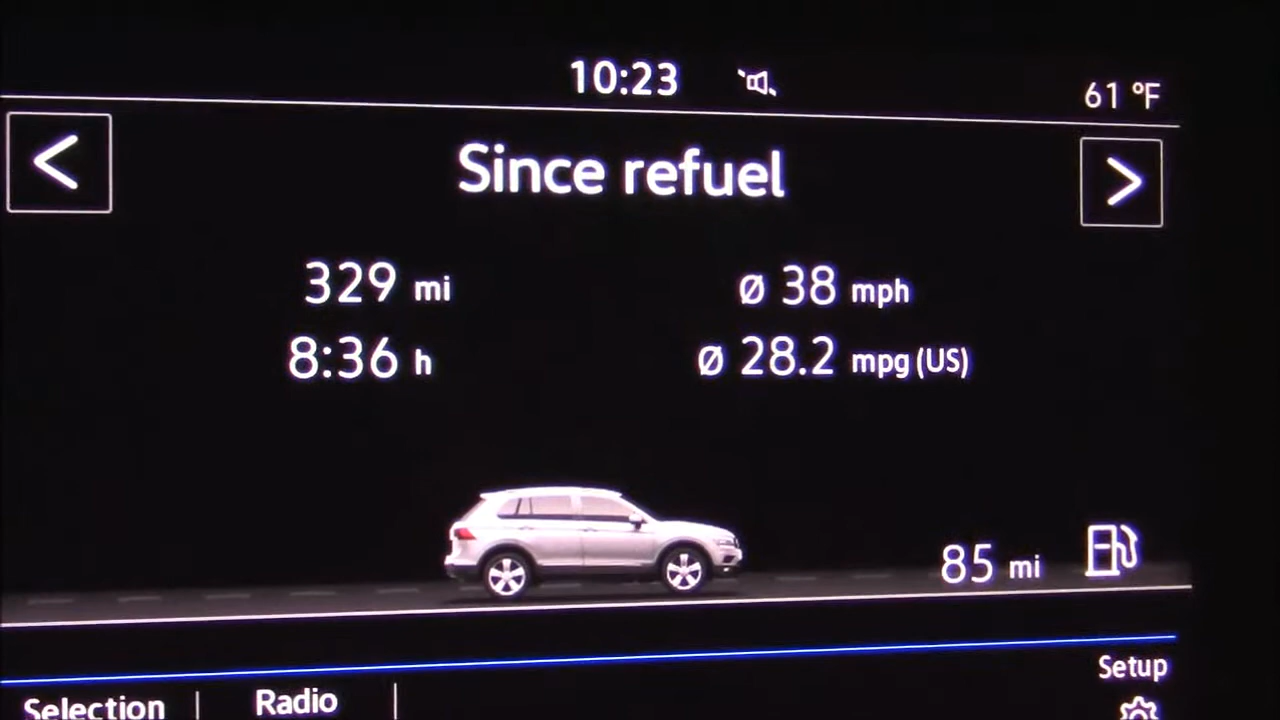 10:23
61 °F
<
Since refuel
>
329 mi
Ø 38 mph
8:36 h
Ø 28.2 mpg (US)
85 mi
Setup
Selection
Radio